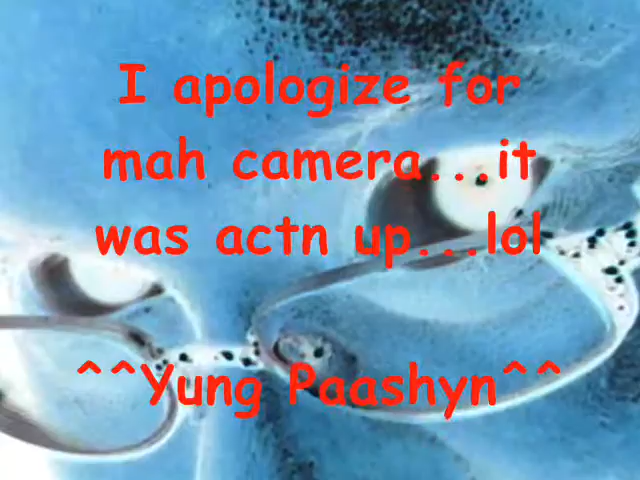 I apologize for
mah camera...it
was actn up...lol
^^Yung Paashyn^^